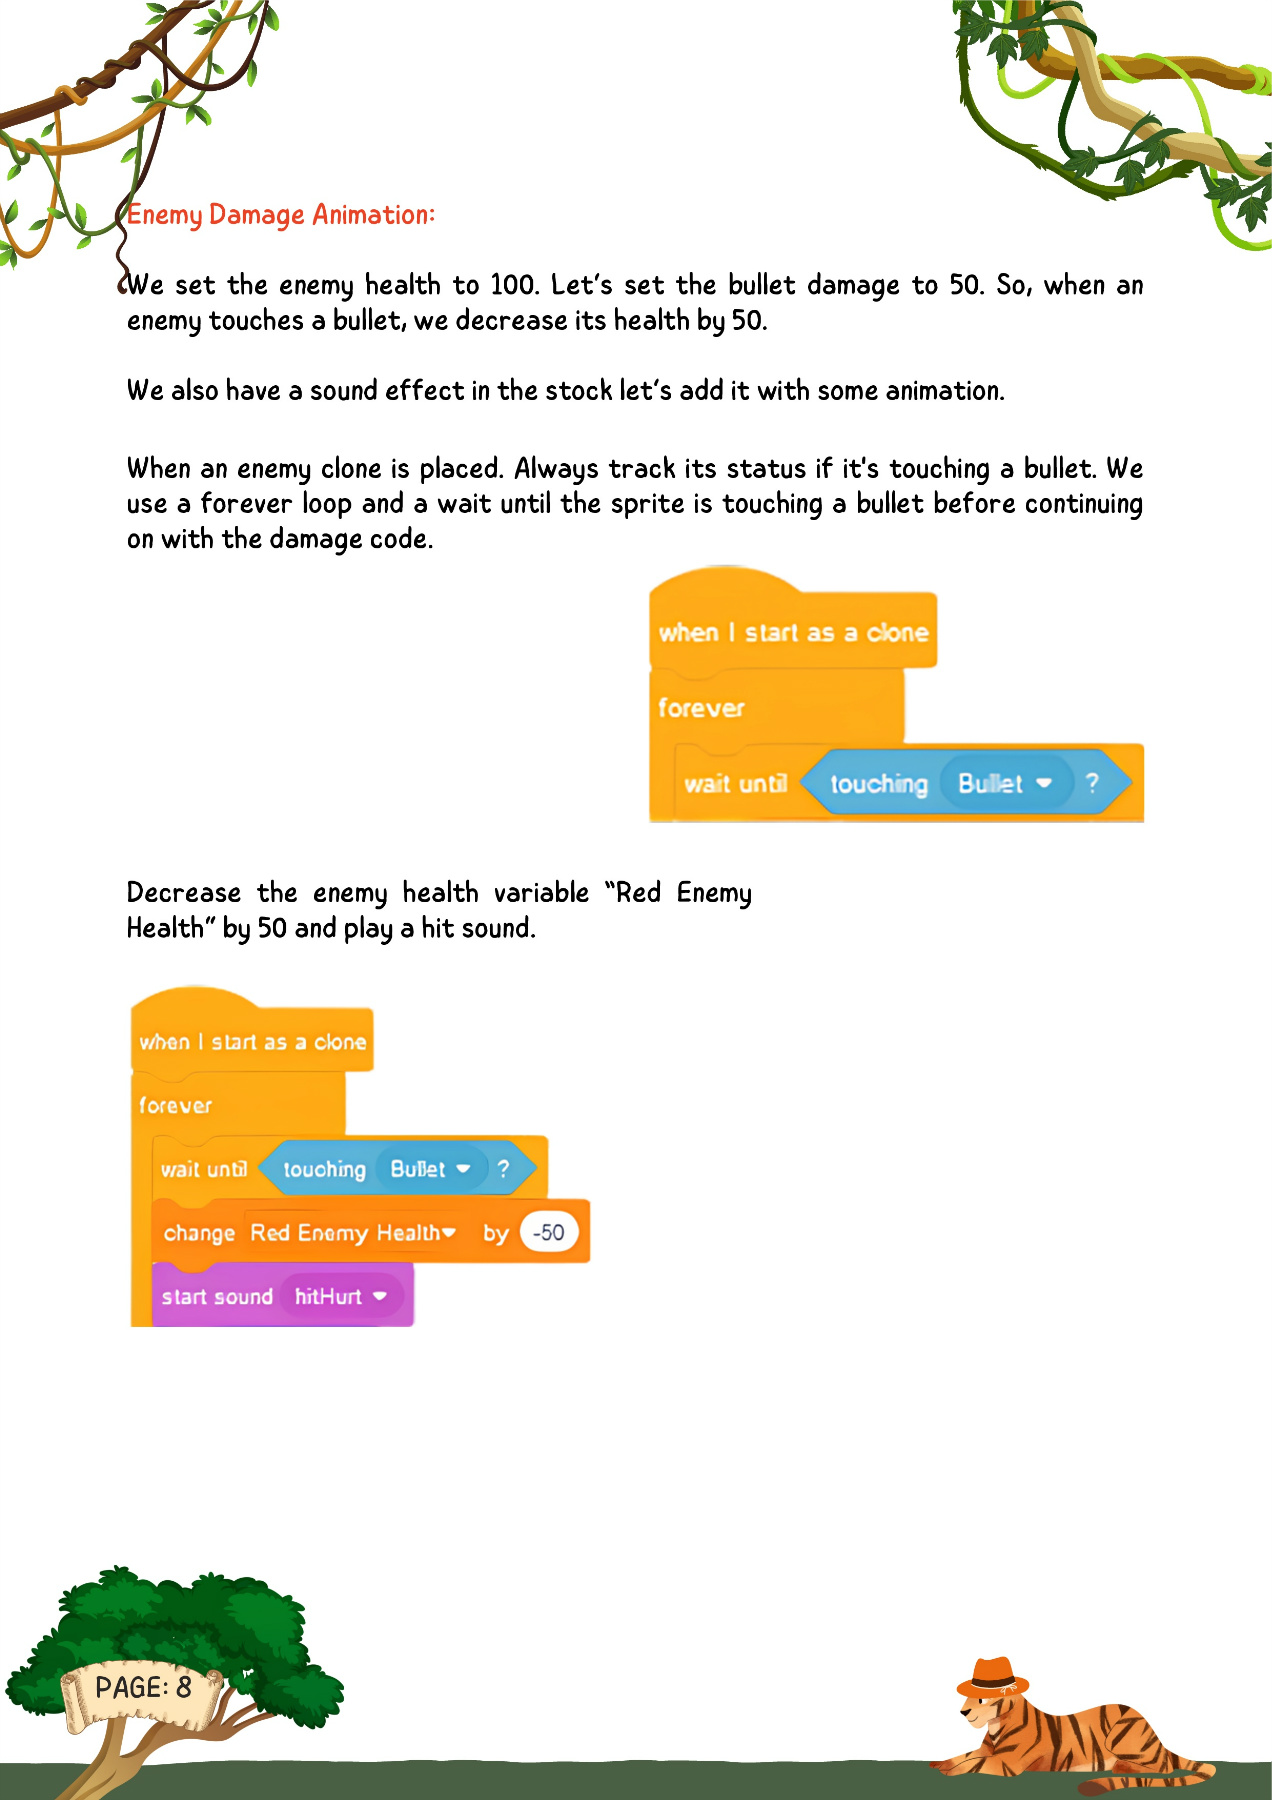 Enemy Damage Animation:
We set the enemy health to 100. Let's set the bullet damage to 50. So, when an
enemy touches a bullet, we decrease its health by 50.
We also have a sound effect in the stock let's add it with some animation.
When an enemy clone is placed. Always track its status if it's touching a bullet. We
use a forever loop and a wait until the sprite is touching a bullet before continuing
on with the damage code.
when I start as a clone
forever
wait until touching Bullet ?
Decrease the enemy health variable “Red Enemy
Health” by 50 and play a hit sound.
when I start as a clone
forever
wait until touching Bullet ?
change Red Enemy Health by -50
start sound hitHurt
PAGE: 8